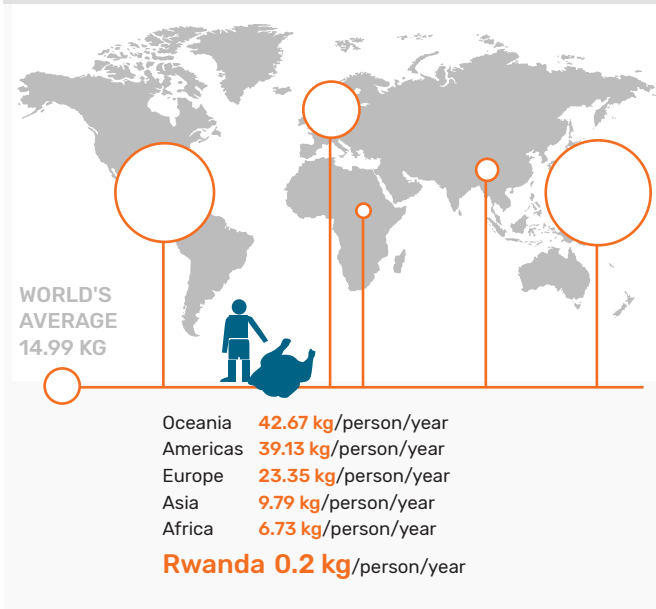 WORLD'S
AVERAGE
14.99 KG
Oceania 42.67 kg/person/year
Americas 39.13 kg/person/year
Europe 23.35 kg/person/year
Asia 9.79 kg/person/year
Africa 6.73 kg/person/year
Rwanda 0.2 kg/person/year